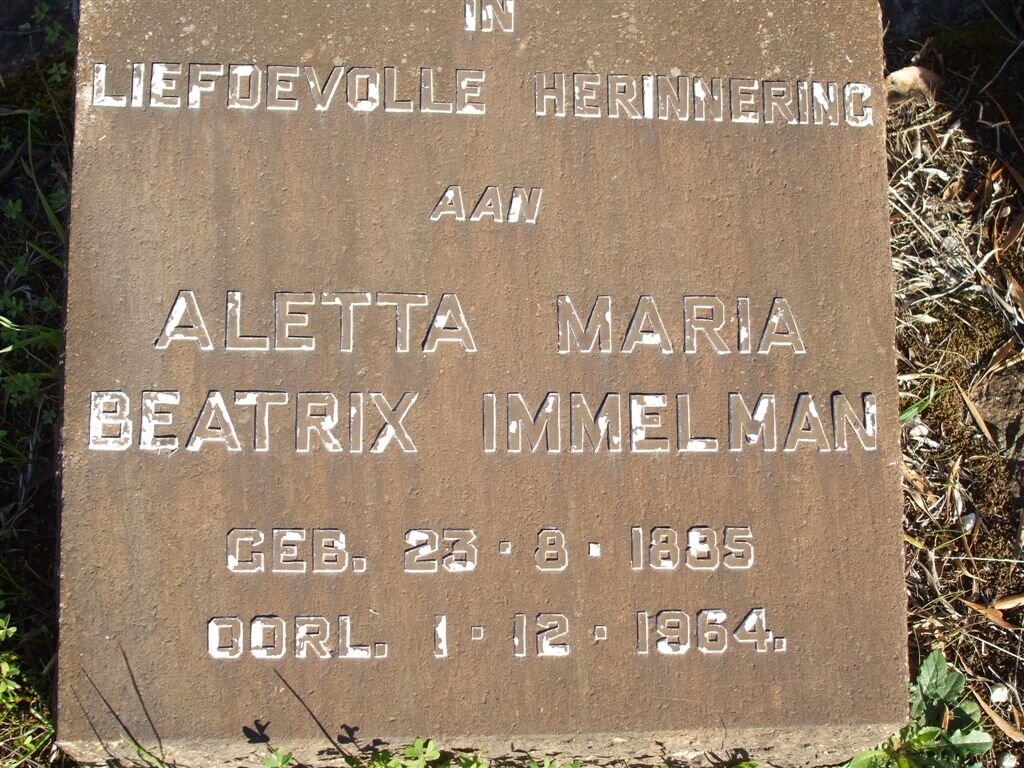 IN
LIEFDEVOLLE HERINNERING
AAN
ALETTA MARIA
BEATRIX IMMELMAN
GEB. 23 · 8 · 1885
OORL. 1 · 12 · 1964.